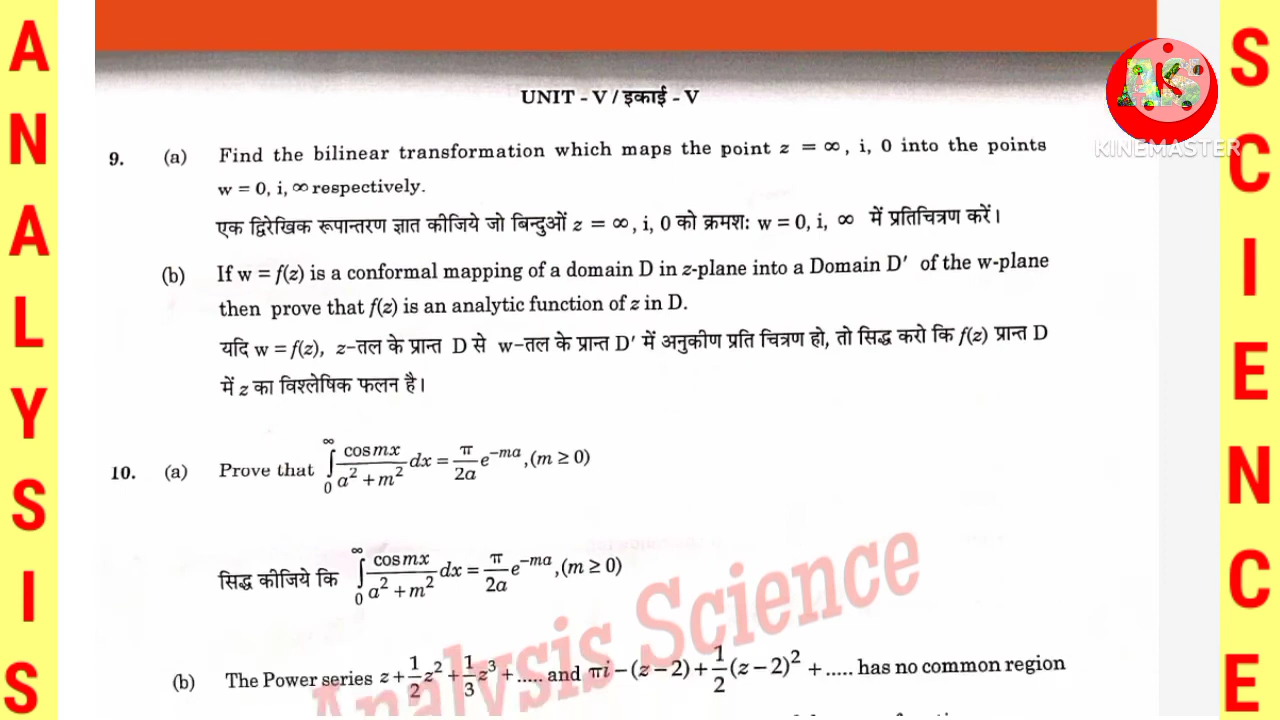 ANALYSIS
SCIENCE
KINEMASTER
UNIT - V / इकाई - V
9. (a) Find the bilinear transformation which maps the point z = ∞, i, 0 into the points
w = 0, i, ∞ respectively.
एक द्विरेखिक रूपान्तरण ज्ञात कीजिये जो बिन्दुओं z = ∞, i, 0 को क्रमशः w = 0, i, ∞ में प्रतिचित्रण करें।
(b) If w = f(z) is a conformal mapping of a domain D in z-plane into a Domain D′ of the w-plane
then prove that f(z) is an analytic function of z in D.
यदि w = f(z), z-तल के प्रान्त D से w-तल के प्रान्त D′ में अनुकीण प्रति चित्रण हो, तो सिद्ध करो कि f(z) प्रान्त D
में z का विश्लेषिक फलन है।
10. (a) Prove that ∫₀^∞ cos mx / (a² + m²) dx = π/2a e^(−ma), (m ≥ 0)
सिद्ध कीजिये कि ∫₀^∞ cos mx / (a² + m²) dx = π/2a e^(−ma), (m ≥ 0)
Analysis Science
(b) The Power series z + 1/2 z² + 1/3 z³ + ..... and πi − (z − 2) + 1/2 (z − 2)² + ..... has no common region